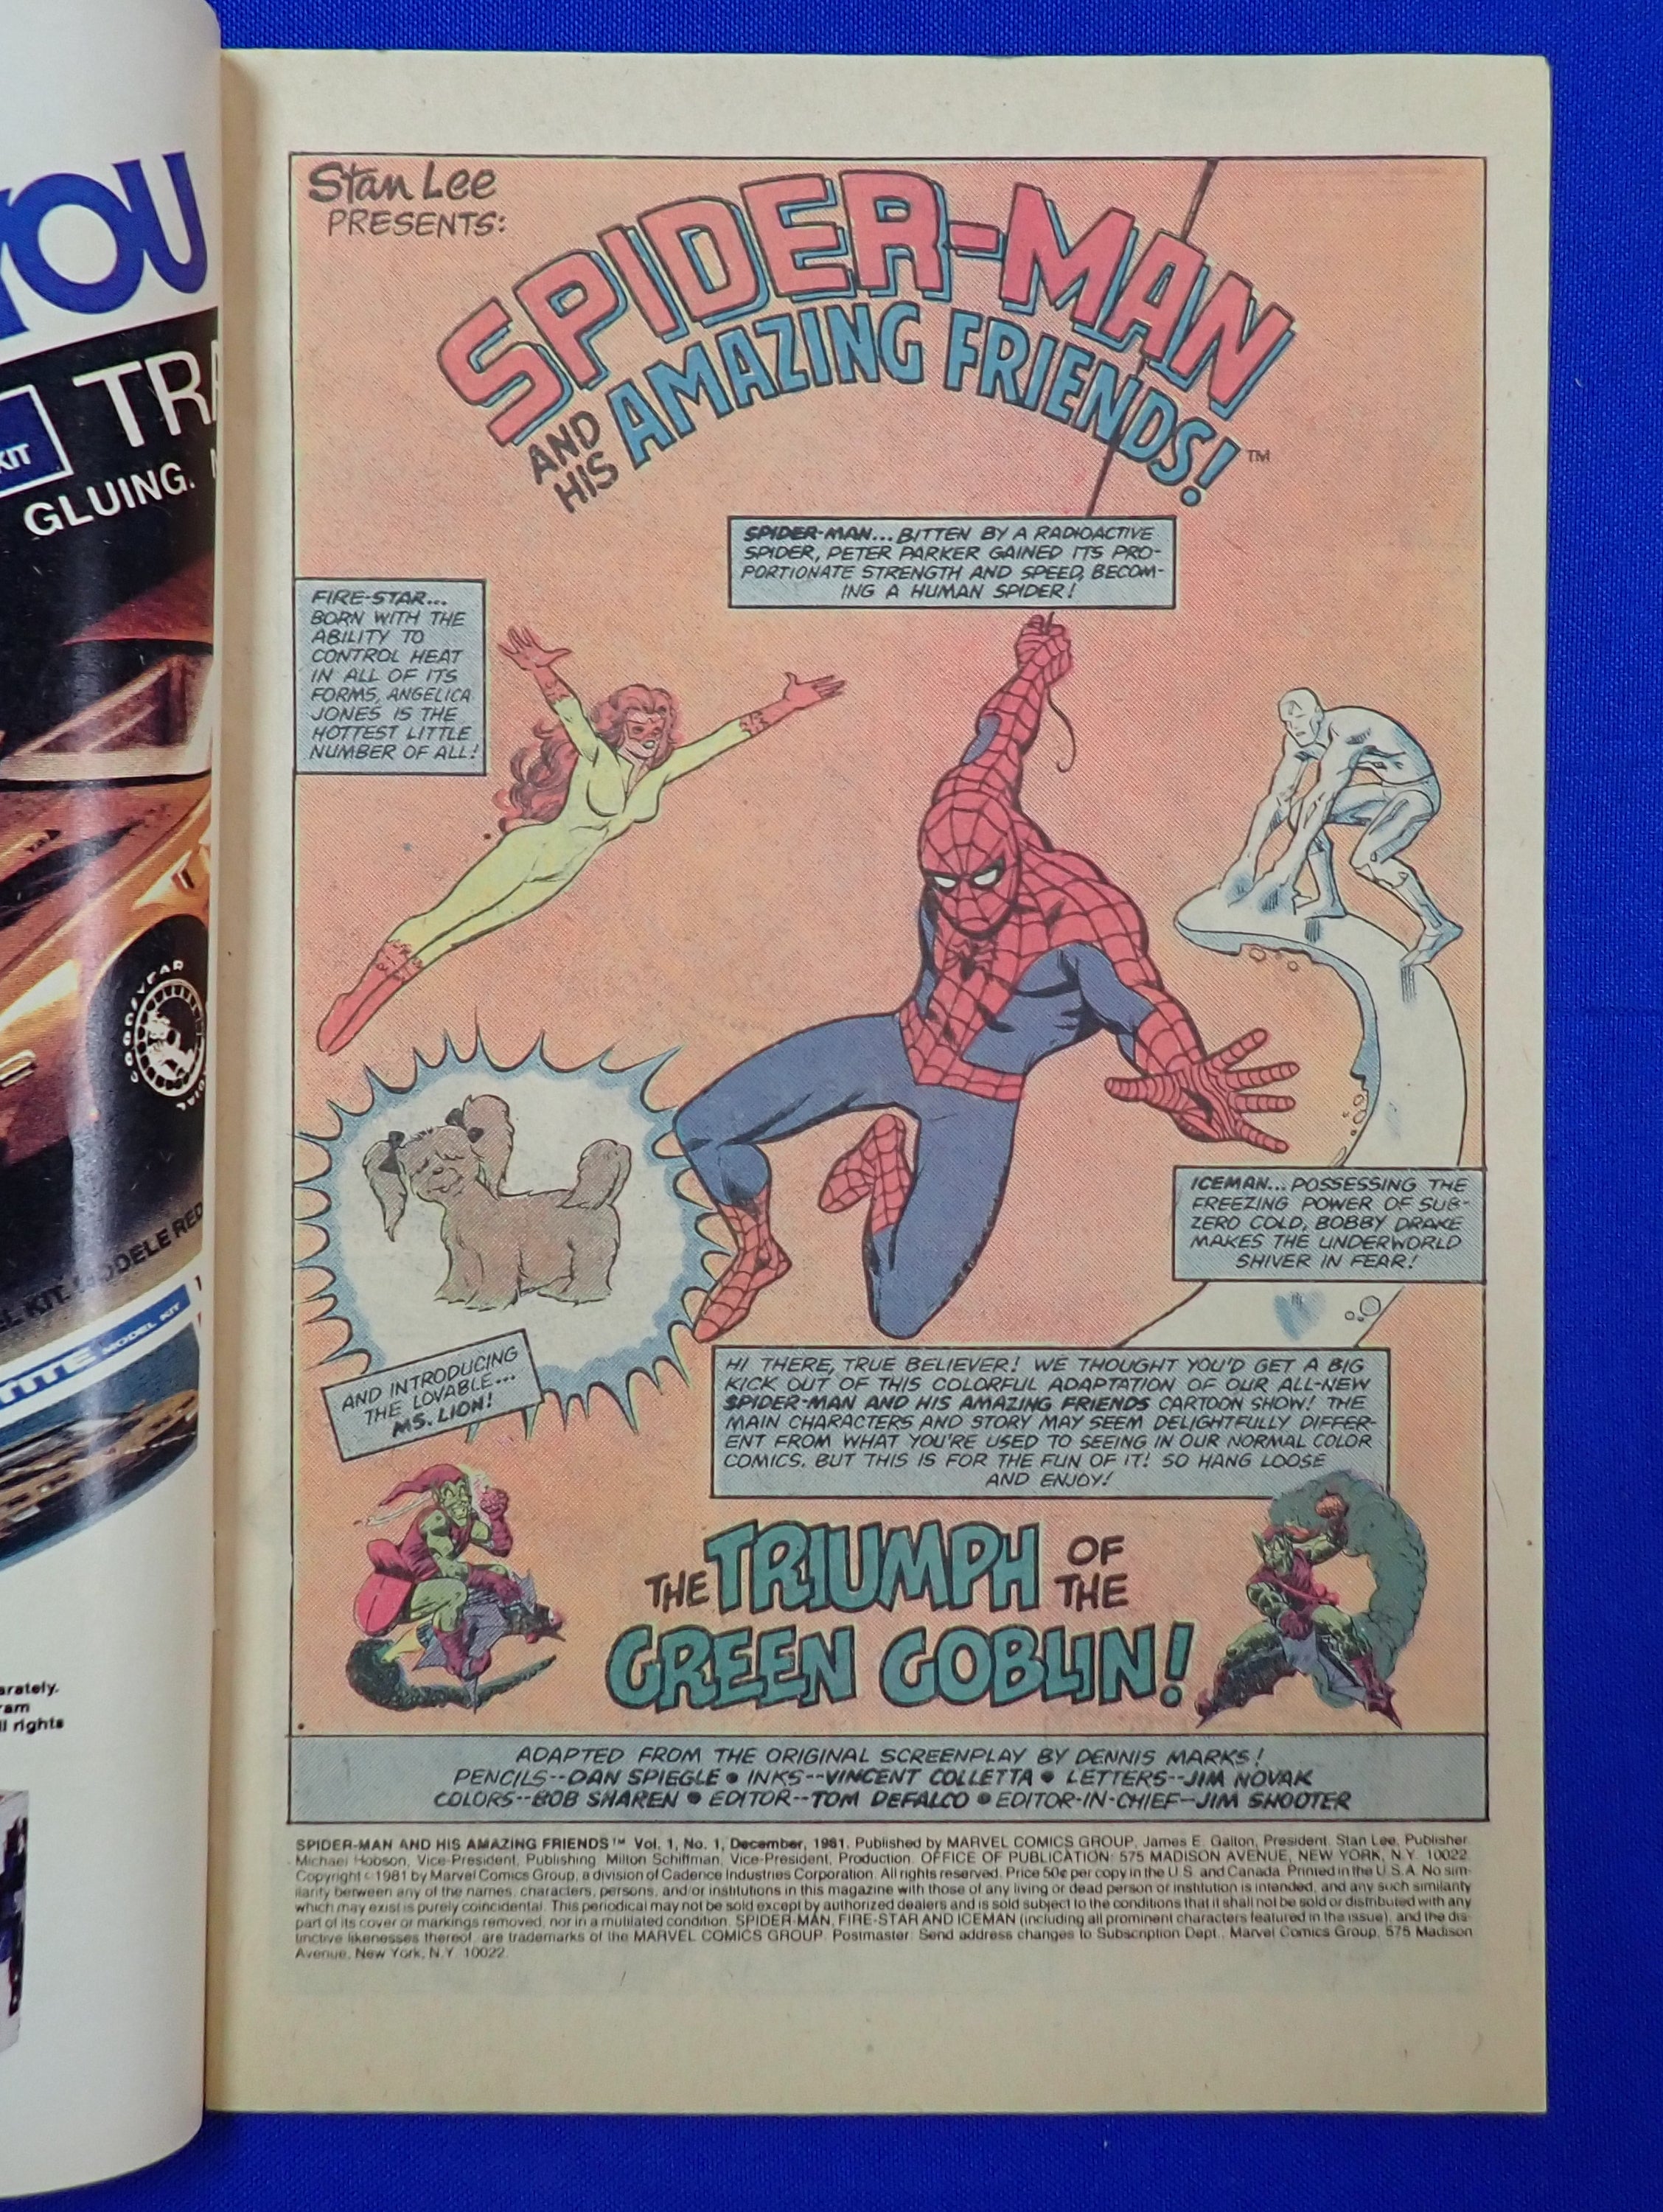 YOU
KIT
GLUING.
GOODYEAR
MODEL KIT
arately.
ram
ll rights
Stan Lee
PRESENTS:
SPIDER-MAN
AND
HIS
AMAZING FRIENDS!™
SPIDER-MAN... BITTEN BY A RADIOACTIVE
SPIDER, PETER PARKER GAINED ITS PRO-
PORTIONATE STRENGTH AND SPEED, BECOM-
ING A HUMAN SPIDER!
FIRE-STAR...
BORN WITH THE
ABILITY TO
CONTROL HEAT
IN ALL OF ITS
FORMS, ANGELICA
JONES IS THE
HOTTEST LITTLE
NUMBER OF ALL!
ICEMAN... POSSESSING THE
FREEZING POWER OF SUB-
ZERO COLD, BOBBY DRAKE
MAKES THE UNDERWORLD
SHIVER IN FEAR!
AND INTRODUCING
THE LOVABLE...
MS. LION!
HI THERE, TRUE BELIEVER! WE THOUGHT YOU'D GET A BIG
KICK OUT OF THIS COLORFUL ADAPTATION OF OUR ALL-NEW
SPIDER-MAN AND HIS AMAZING FRIENDS CARTOON SHOW! THE
MAIN CHARACTERS AND STORY MAY SEEM DELIGHTFULLY DIFFER-
ENT FROM WHAT YOU'RE USED TO SEEING IN OUR NORMAL COLOR
COMICS. BUT THIS IS FOR THE FUN OF IT! SO HANG LOOSE
AND ENJOY!
THE TRIUMPH OF THE
GREEN GOBLIN!
ADAPTED FROM THE ORIGINAL SCREENPLAY BY DENNIS MARKS!
PENCILS--DAN SPIEGLE • INKS--VINCENT COLLETTA • LETTERS--JIM NOVAK
COLORS--BOB SHAREN • EDITOR--TOM DEFALCO • EDITOR-IN-CHIEF--JIM SHOOTER
SPIDER-MAN AND HIS AMAZING FRIENDS™ Vol. 1, No. 1, December, 1981. Published by MARVEL COMICS GROUP, James E. Galton, President. Stan Lee, Publisher.
Michael Hobson, Vice-President, Publishing. Milton Schiffman, Vice-President, Production. OFFICE OF PUBLICATION: 575 MADISON AVENUE, NEW YORK, N.Y. 10022.
Copyright © 1981 by Marvel Comics Group, a division of Cadence Industries Corporation. All rights reserved. Price 50¢ per copy in the U.S. and Canada. Printed in the U.S.A. No sim-
ilarity between any of the names, characters, persons, and/or institutions in this magazine with those of any living or dead person or institution is intended, and any such similarity
which may exist is purely coincidental. This periodical may not be sold except by authorized dealers and is sold subject to the conditions that it shall not be sold or distributed with any
part of its cover or markings removed, nor in a mutilated condition. SPIDER-MAN, FIRE-STAR AND ICEMAN (including all prominent characters featured in the issue), and the dis-
tinctive likenesses thereof, are trademarks of the MARVEL COMICS GROUP. Postmaster: Send address changes to Subscription Dept., Marvel Comics Group, 575 Madison
Avenue, New York, N.Y. 10022.